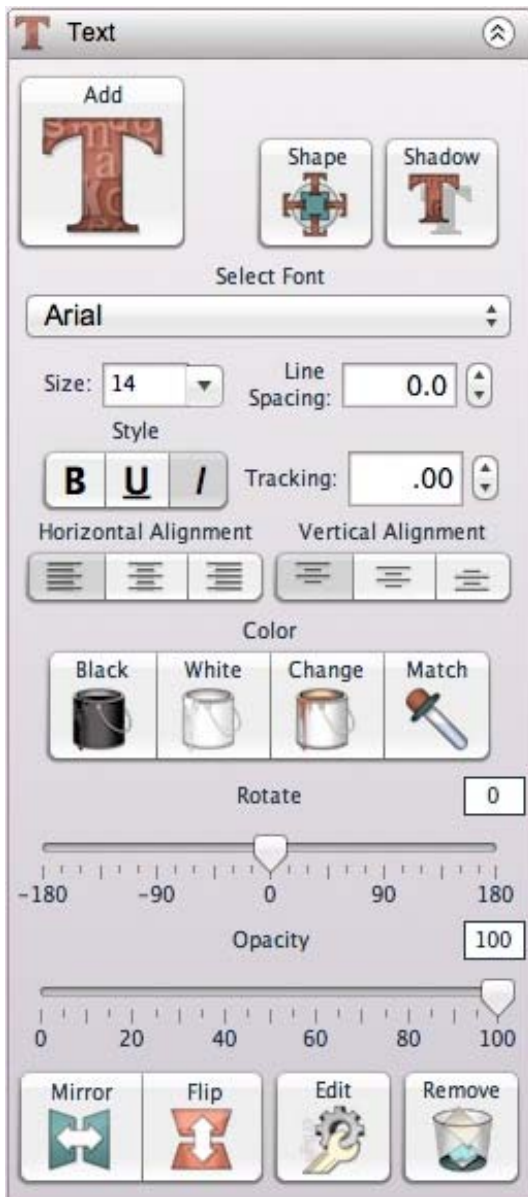 Text
Add
Shape
Shadow
Select Font
Arial
Size: 14
Line Spacing: 0.0
Style
B U I
Tracking: .00
Horizontal Alignment
Vertical Alignment
Color
Black
White
Change
Match
Rotate
0
-180 -90 0 90 180
Opacity
100
0 20 40 60 80 100
Mirror
Flip
Edit
Remove